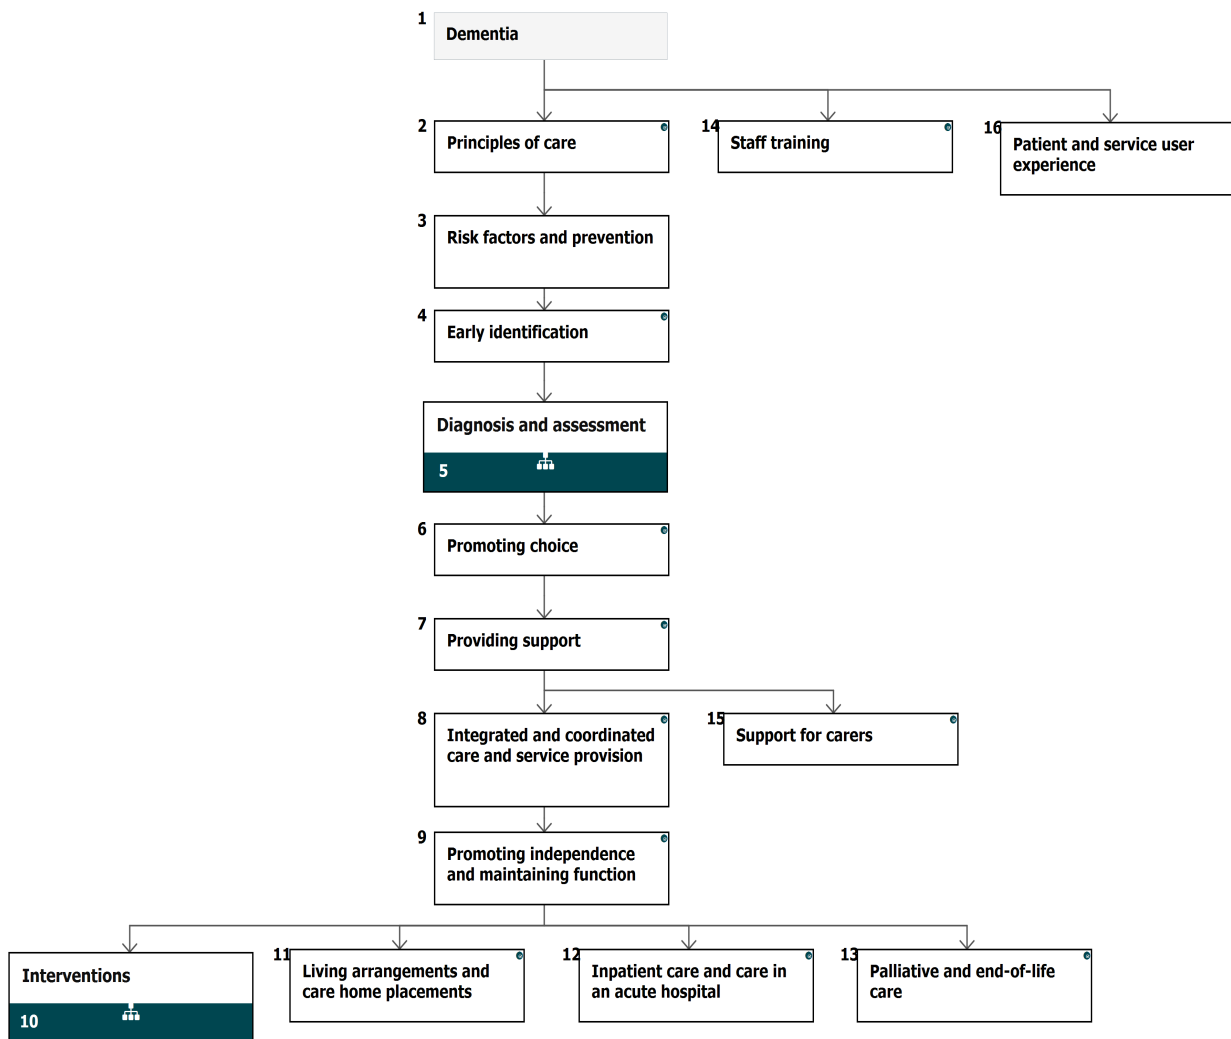 1
Dementia
2
Principles of care
14
Staff training
16
Patient and service user
experience
3
Risk factors and prevention
4
Early identification
Diagnosis and assessment
5
6
Promoting choice
7
Providing support
8
Integrated and coordinated
care and service provision
15
Support for carers
9
Promoting independence
and maintaining function
Interventions
10
11
Living arrangements and
care home placements
12
Inpatient care and care in
an acute hospital
13
Palliative and end-of-life
care